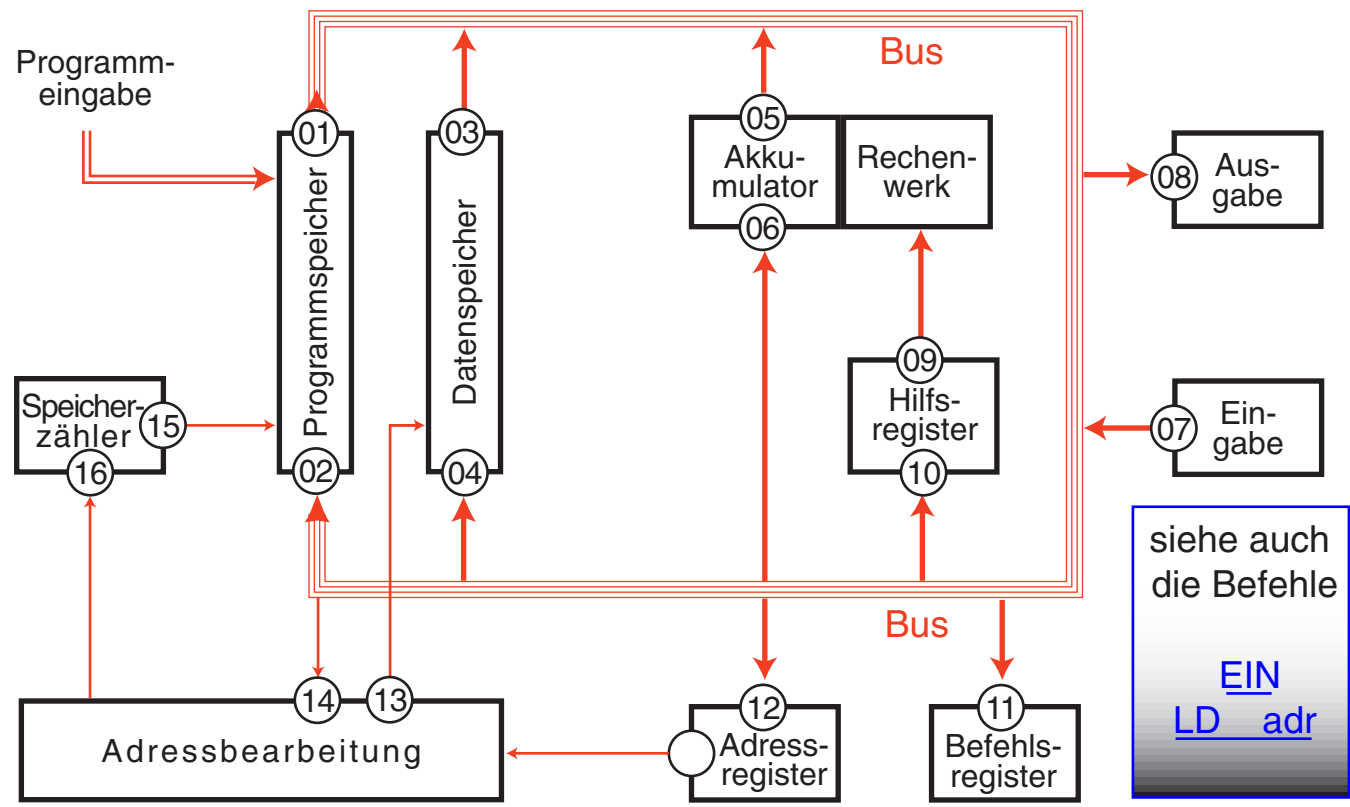 Programm-
eingabe
Bus
01
03
05
Akku-
mulator
06
Rechen-
werk
08
Aus-
gabe
Programmspeicher
Datenspeicher
09
Hilfs-
register
10
Speicher-
zähler
15
16
02
04
07
Ein-
gabe
siehe auch
die Befehle
EIN
LD adr
Bus
14
13
Adressbearbeitung
12
Adress-
register
11
Befehls-
register